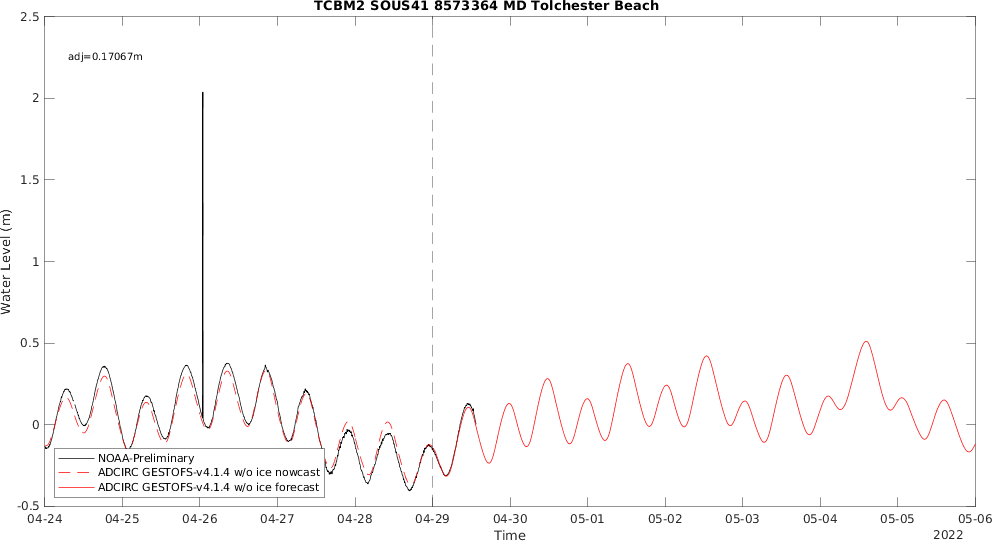 TCBM2 SOUS41 8573364 MD Tolchester Beach
2.5
adj=0.17067m
2
1.5
Water Level (m)
1
0.5
0
NOAA-Preliminary
ADCIRC GESTOFS-v4.1.4 w/o ice nowcast
ADCIRC GESTOFS-v4.1.4 w/o ice forecast
-0.5
04-24 04-25 04-26 04-27 04-28 04-29 04-30 05-01 05-02 05-03 05-04 05-05 05-06
Time
2022